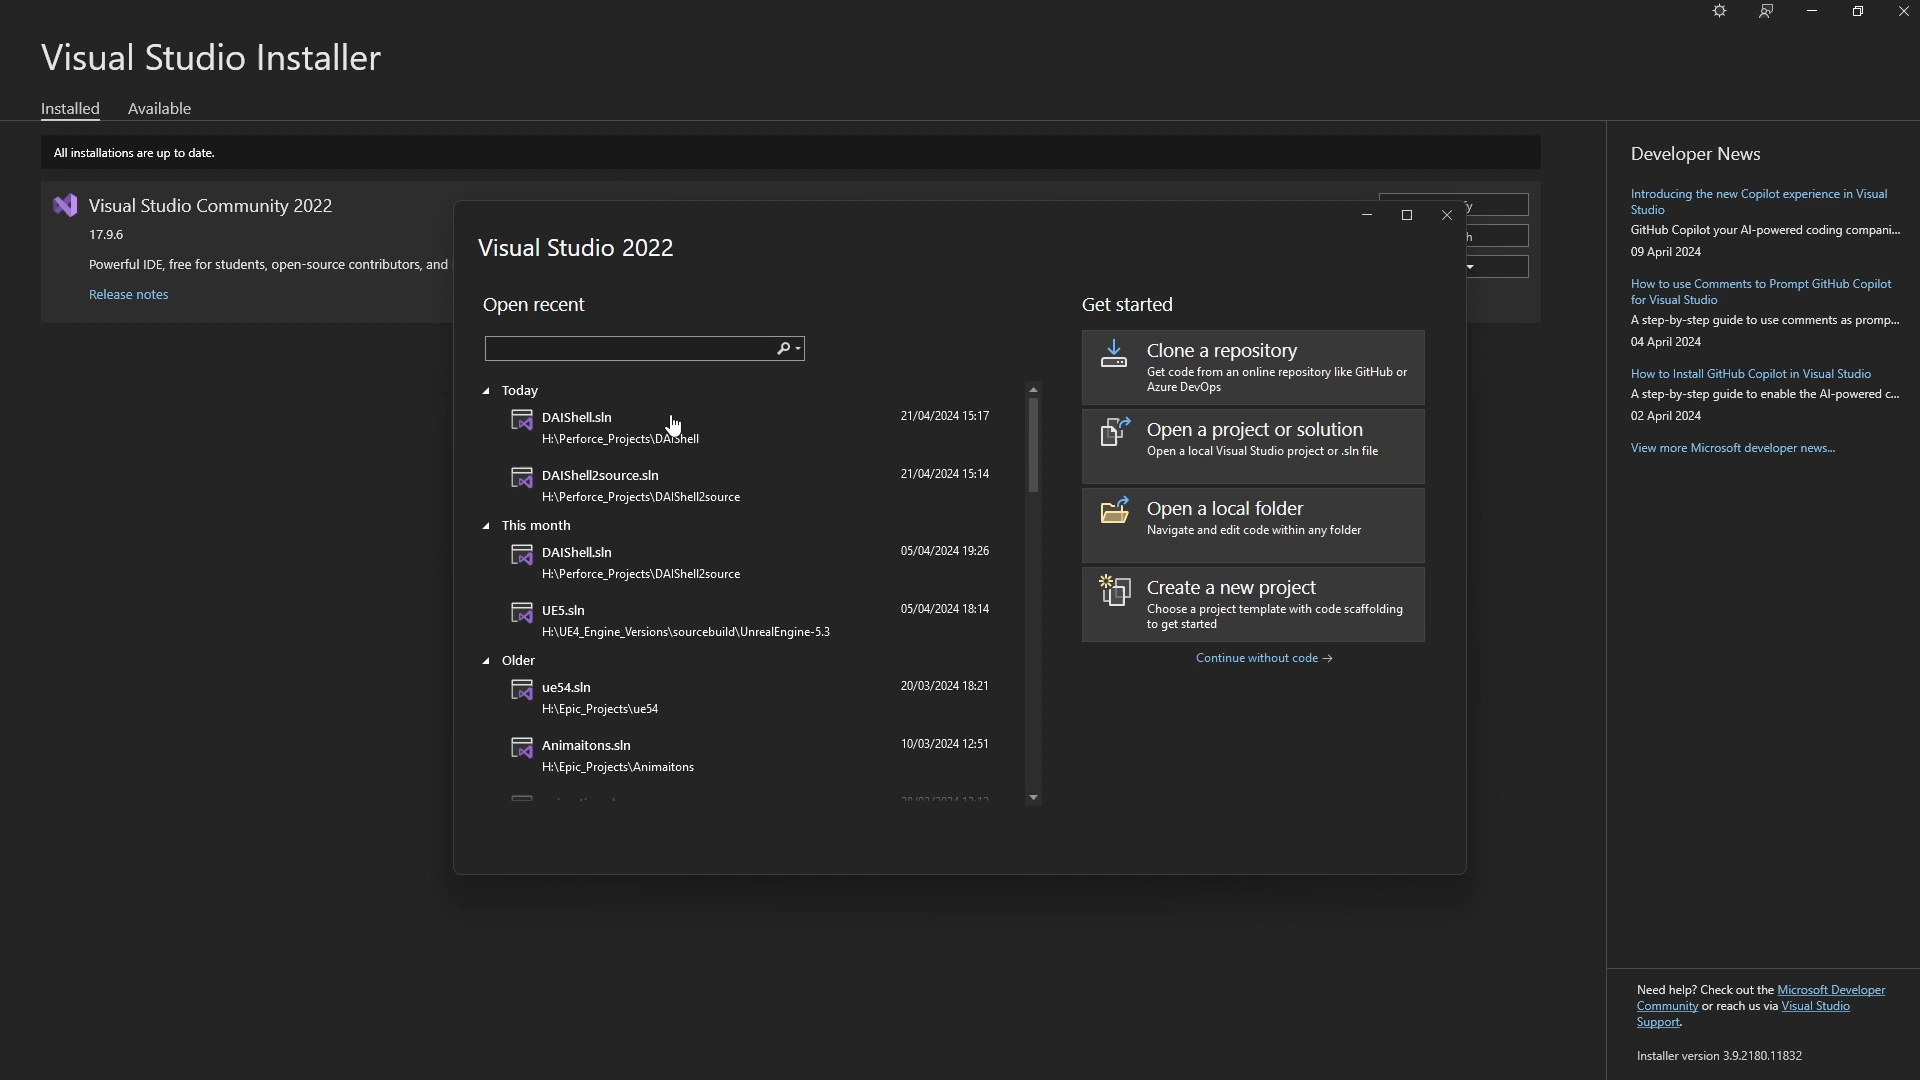 Visual Studio Installer
Installed
Available
All installations are up to date.
Visual Studio Community 2022
17.9.6
Powerful IDE, free for students, open-source contributors, and
Release notes
Visual Studio 2022
Open recent
Today
DAIShell.sln
21/04/2024 15:17
H:\Perforce_Projects\DAIShell
DAIShell2source.sln
21/04/2024 15:14
H:\Perforce_Projects\DAIShell2source
This month
DAIShell.sln
05/04/2024 19:26
H:\Perforce_Projects\DAIShell2source
UE5.sln
05/04/2024 18:14
H:\UE4_Engine_Versions\sourcebuild\UnrealEngine-5.3
Older
ue54.sln
20/03/2024 18:21
H:\Epic_Projects\ue54
Animaitons.sln
10/03/2024 12:51
H:\Epic_Projects\Animaitons
Get started
Clone a repository
Get code from an online repository like GitHub or
Azure DevOps
Open a project or solution
Open a local Visual Studio project or .sln file
Open a local folder
Navigate and edit code within any folder
Create a new project
Choose a project template with code scaffolding
to get started
Continue without code →
Developer News
Introducing the new Copilot experience in Visual
Studio
GitHub Copilot your AI-powered coding compani...
09 April 2024
How to use Comments to Prompt GitHub Copilot
for Visual Studio
A step-by-step guide to use comments as promp...
04 April 2024
How to Install GitHub Copilot in Visual Studio
A step-by-step guide to enable the AI-powered c...
02 April 2024
View more Microsoft developer news...
Need help? Check out the Microsoft Developer
Community or reach us via Visual Studio
Support.
Installer version 3.9.2180.11832